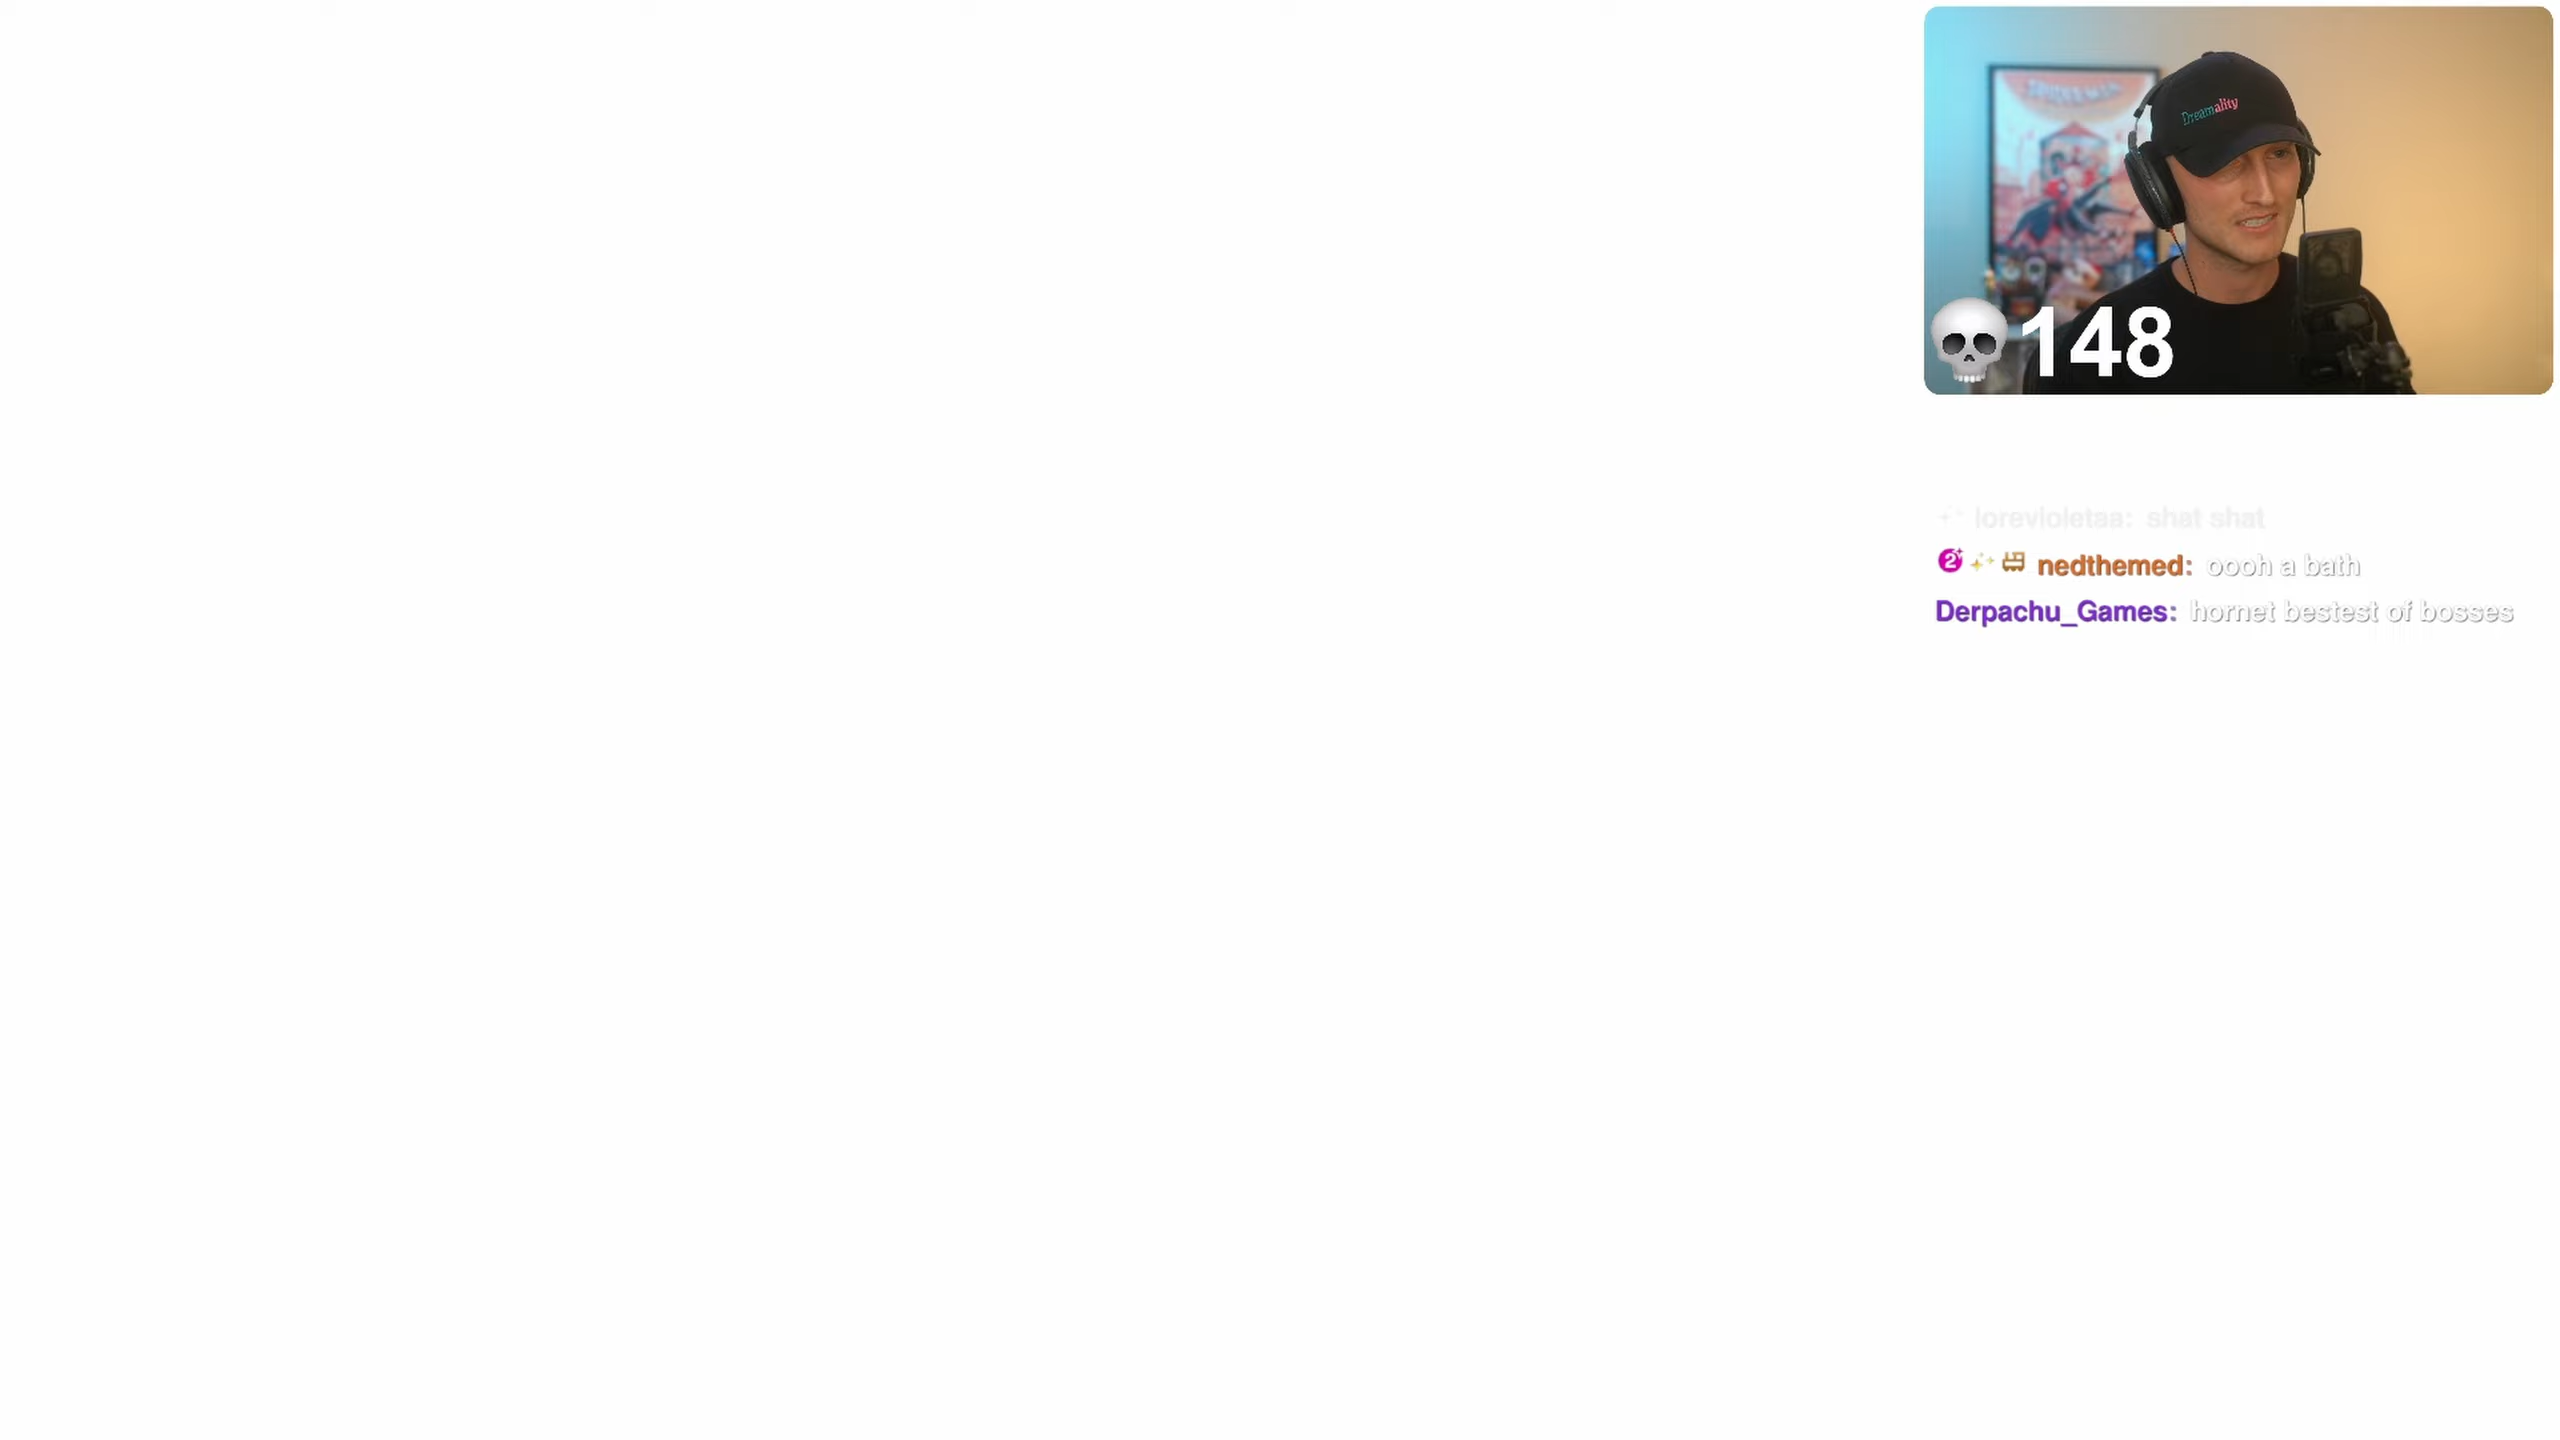 Dreamality
148
lorevioletaa: shat shat
nedthemed: oooh a bath
Derpachu_Games: hornet bestest of bosses